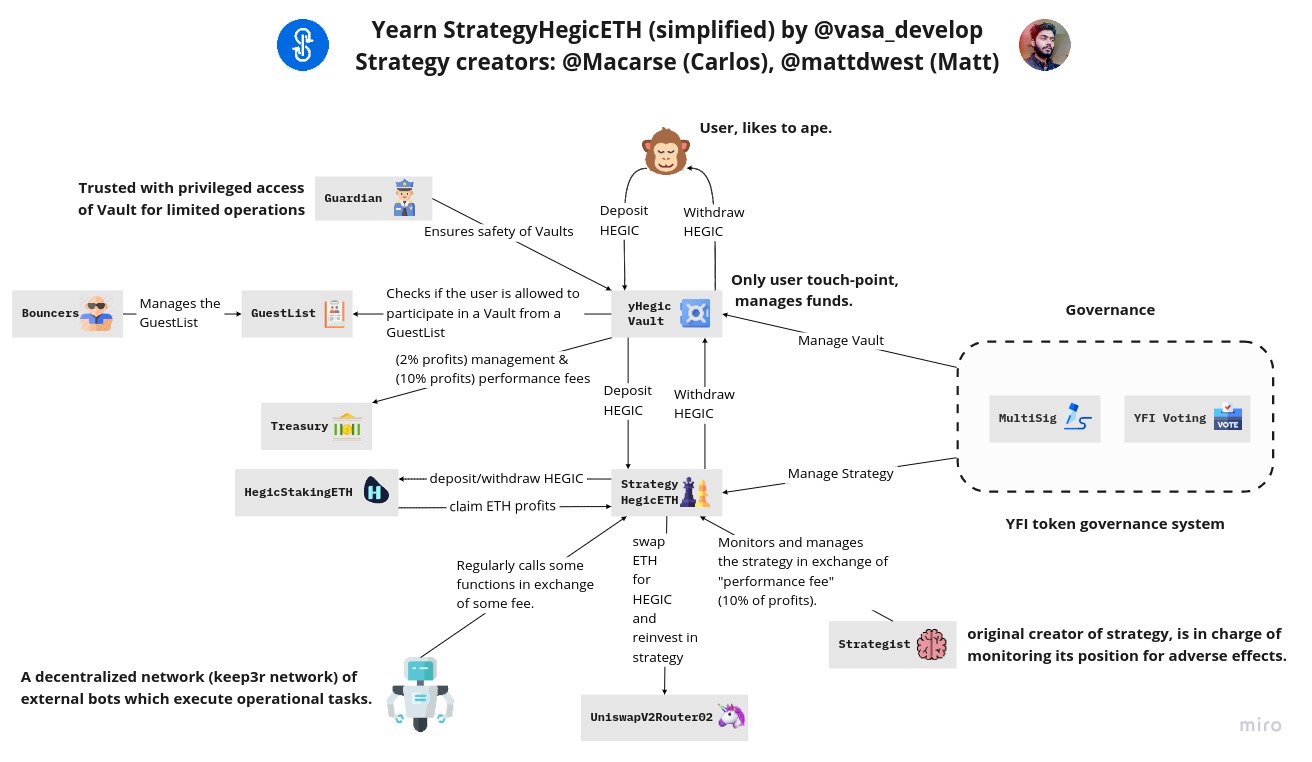 Yearn StrategyHegicETH (simplified) by @vasa_develop
Strategy creators: @Macarse (Carlos), @mattdwest (Matt)
User, likes to ape.
Trusted with privileged access
of Vault for limited operations
Guardian
Ensures safety of Vaults
Deposit
HEGIC
Withdraw
HEGIC
Only user touch-point,
manages funds.
Bouncers
Manages the
GuestList
GuestList
Checks if the user is allowed to
participate in a Vault from a
GuestList
yHegic
Vault
Manage Vault
Governance
(2% profits) management &
(10% profits) performance fees
Treasury
Deposit
HEGIC
Withdraw
HEGIC
MultiSig
YFI Voting
VOTE
HegicStakingETH
H
deposit/withdraw HEGIC
claim ETH profits
Strategy
HegicETH
Manage Strategy
YFI token governance system
Regularly calls some
functions in exchange
of some fee.
swap
ETH
for
HEGIC
and
reinvest in
strategy
Monitors and manages
the strategy in exchange of
"performance fee"
(10% of profits).
Strategist
original creator of strategy, is in charge of
monitoring its position for adverse effects.
A decentralized network (keep3r network) of
external bots which execute operational tasks.
UniswapV2Router02
miro